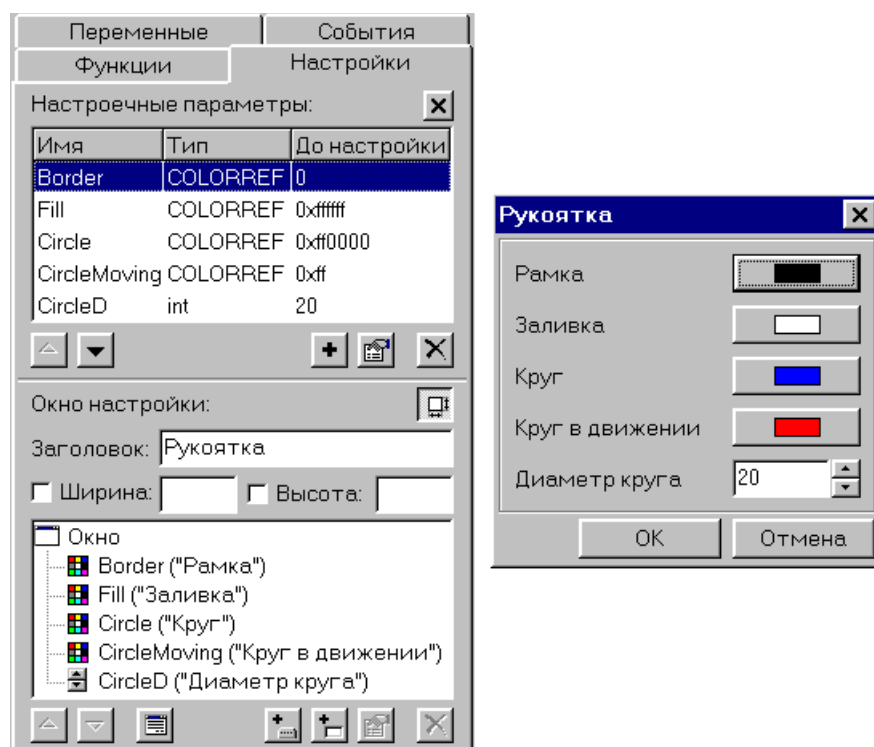 Переменные События
Функции Настройки
Настроечные параметры:
Имя Тип До настройки
Border COLORREF 0
Fill COLORREF 0xffffff
Circle COLORREF 0xff0000
CircleMoving COLORREF 0xff
CircleD int 20
Окно настройки:
Заголовок: Рукоятка
Ширина: Высота:
Окно
Border ("Рамка")
Fill ("Заливка")
Circle ("Круг")
CircleMoving ("Круг в движении")
CircleD ("Диаметр круга")
Рукоятка
Рамка
Заливка
Круг
Круг в движении
Диаметр круга 20
OK Отмена